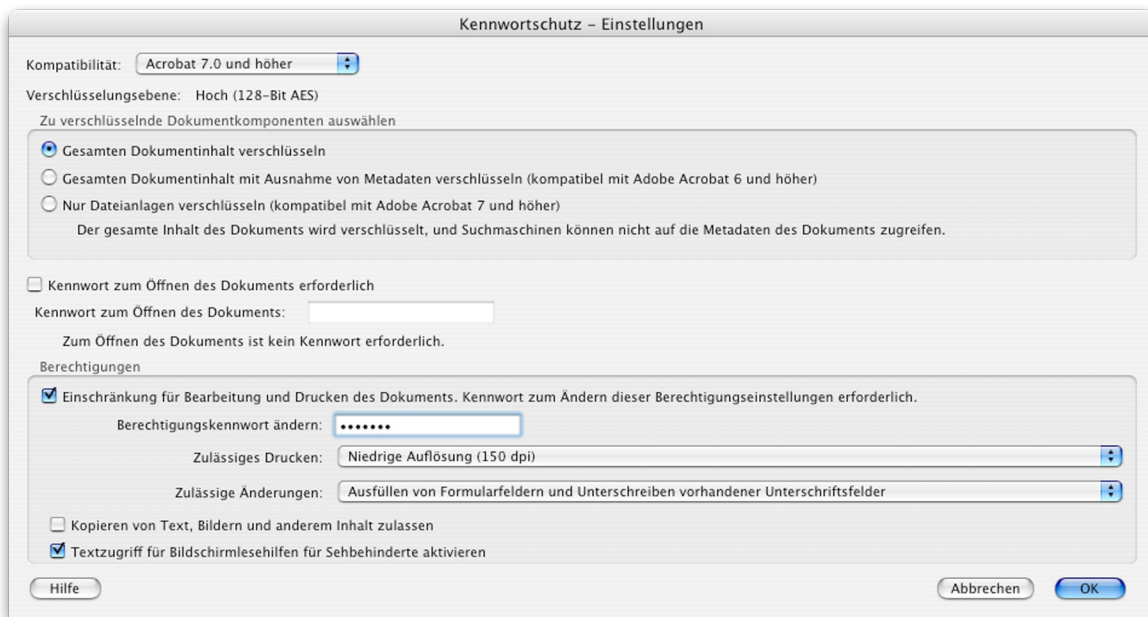 Kennwortschutz – Einstellungen
Kompatibilität: Acrobat 7.0 und höher
Verschlüsselungsebene: Hoch (128-Bit AES)
Zu verschlüsselnde Dokumentkomponenten auswählen
Gesamten Dokumentinhalt verschlüsseln
Gesamten Dokumentinhalt mit Ausnahme von Metadaten verschlüseln (kompatibel mit Adobe Acrobat 6 und höher)
Nur Dateianlagen verschlüseln (kompatibel mit Adobe Acrobat 7 und höher)
Der gesamte Inhalt des Dokuments wird verschlüsselt, und Suchmaschinen können nicht auf die Metadaten des Dokuments zugreifen.
Kennwort zum Öffnen des Dokuments erforderlich
Kennwort zum Öffnen des Dokuments:
Zum Öffnen des Dokuments ist kein Kennwort erforderlich.
Berechtigungen
Einschränkung für Bearbeitung und Drucken des Dokuments. Kennwort zum Ändern dieser Berechtigungseinstellungen erforderlich.
Berechtigungskennwort ändern: •••••••
Zulässiges Drucken: Niedrige Auflösung (150 dpi)
Zulässige Änderungen: Ausfüllen von Formularfeldern und Unterschreiben vorhandener Unterschriftsfelder
Kopieren von Text, Bildern und anderem Inhalt zulassen
Textzugriff für Bildschirmlesehilfen für Sehbehinderte aktivieren
Hilfe Abbrechen OK